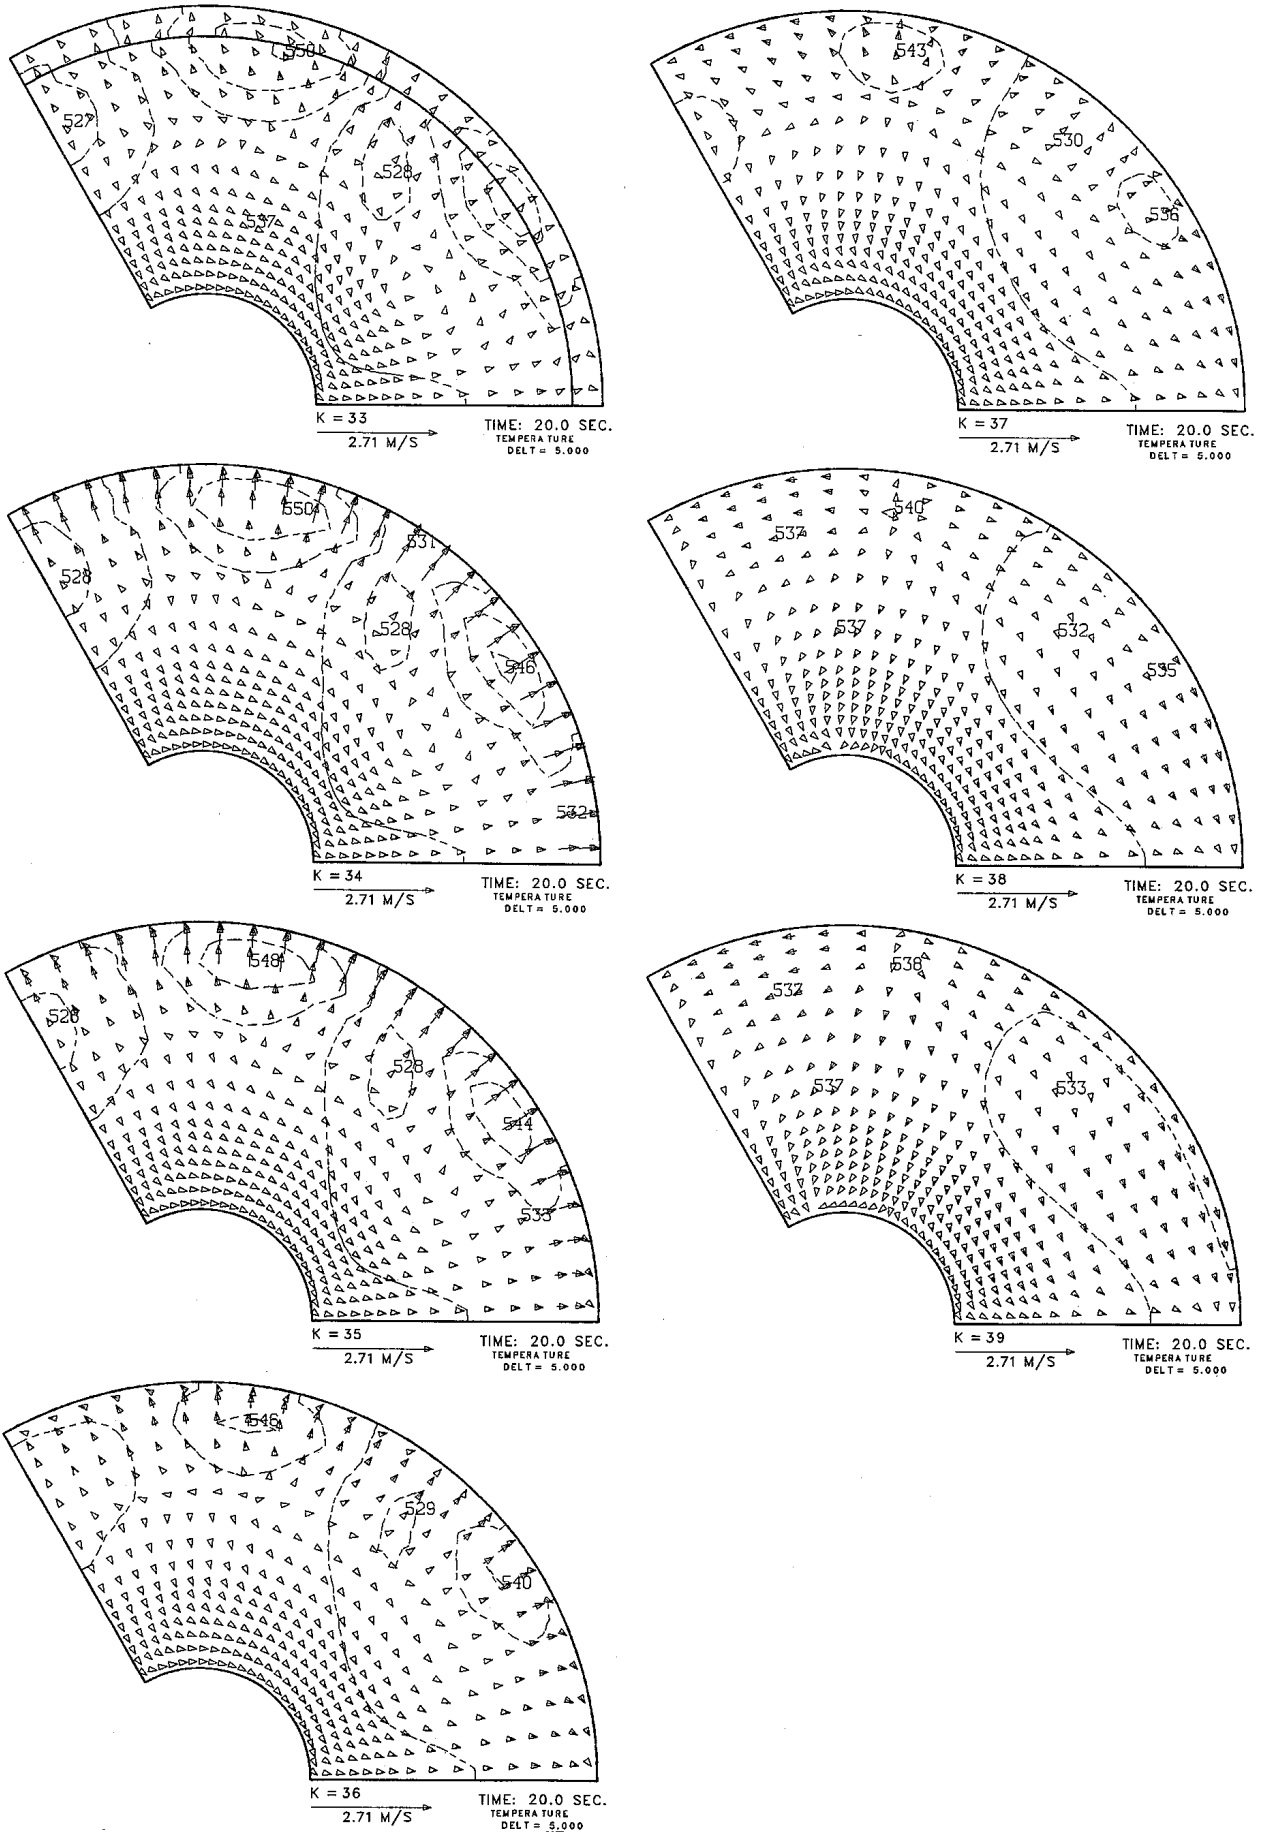 550
527
528
537
K = 33
2.71 M/S
TIME: 20.0 SEC.
TEMPERATURE
DELT = 5.000
550
531
528
528
546
532
K = 34
2.71 M/S
TIME: 20.0 SEC.
TEMPERATURE
DELT = 5.000
548
528
544
533
K = 35
2.71 M/S
TIME: 20.0 SEC.
TEMPERATURE
DELT = 5.000
546
529
540
K = 36
2.71 M/S
TIME: 20.0 SEC.
TEMPERATURE
DELT = 5.000
543
530
536
K = 37
2.71 M/S
TIME: 20.0 SEC.
TEMPERATURE
DELT = 5.000
540
537
537
532
535
K = 38
2.71 M/S
TIME: 20.0 SEC.
TEMPERATURE
DELT = 5.000
538
537
537
533
K = 39
2.71 M/S
TIME: 20.0 SEC.
TEMPERATURE
DELT = 5.000